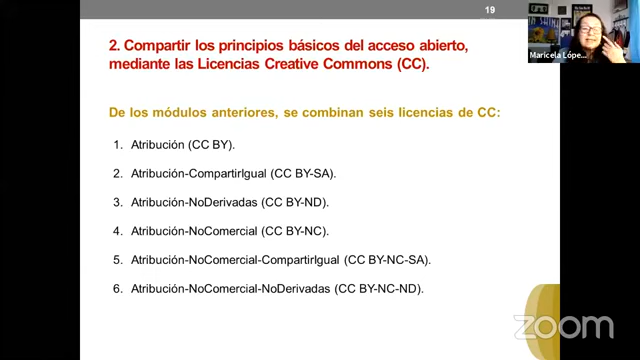 19
2. Compartir los principios básicos del acceso abierto,
mediante las Licencias Creative Commons (CC).
De los módulos anteriores, se combinan seis licencias de CC:
1. Atribución (CC BY).
2. Atribución-CompartirIgual (CC BY-SA).
3. Atribución-NoDerivadas (CC BY-ND).
4. Atribución-NoComercial (CC BY-NC).
5. Atribución-NoComercial-CompartirIgual (CC BY-NC-SA).
6. Atribución-NoComercial-NoDerivadas (CC BY-NC-ND).
Maricela Lópe...
zoom